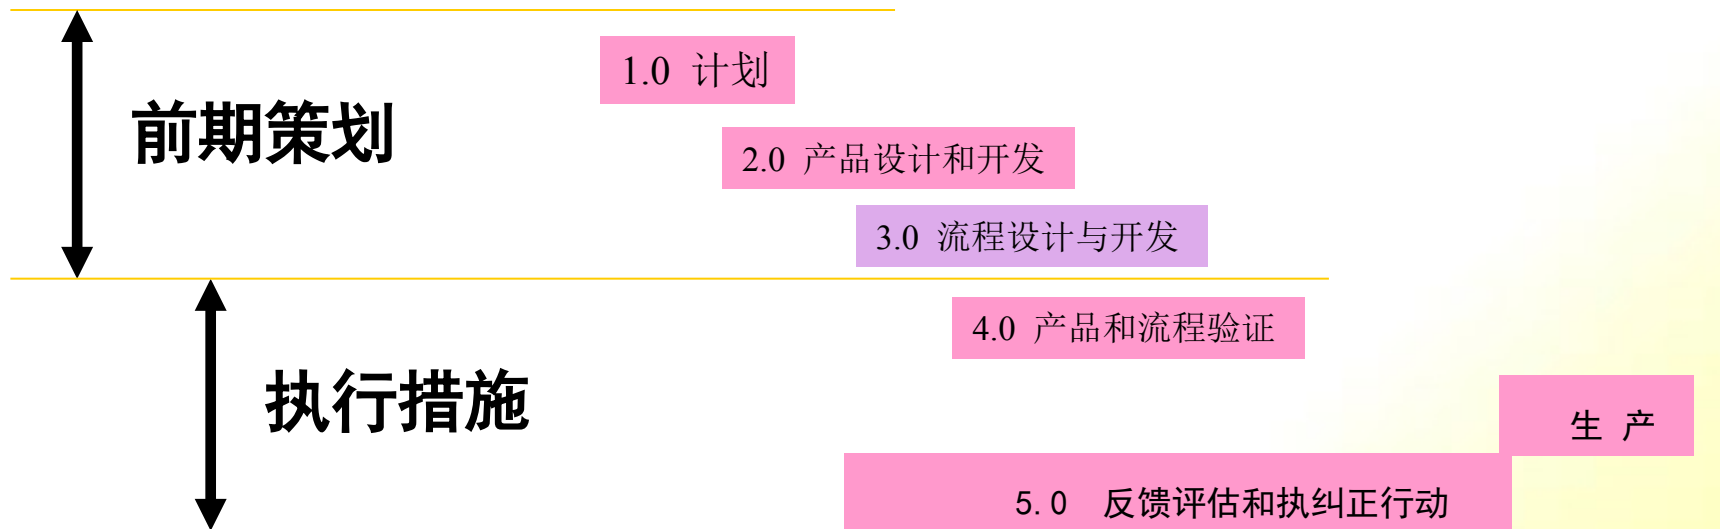 1.0 计划
前期策划
2.0 产品设计和开发
3.0 流程设计与开发
4.0 产品和流程验证
执行措施
生 产
5.0 反馈评估和执纠正行动